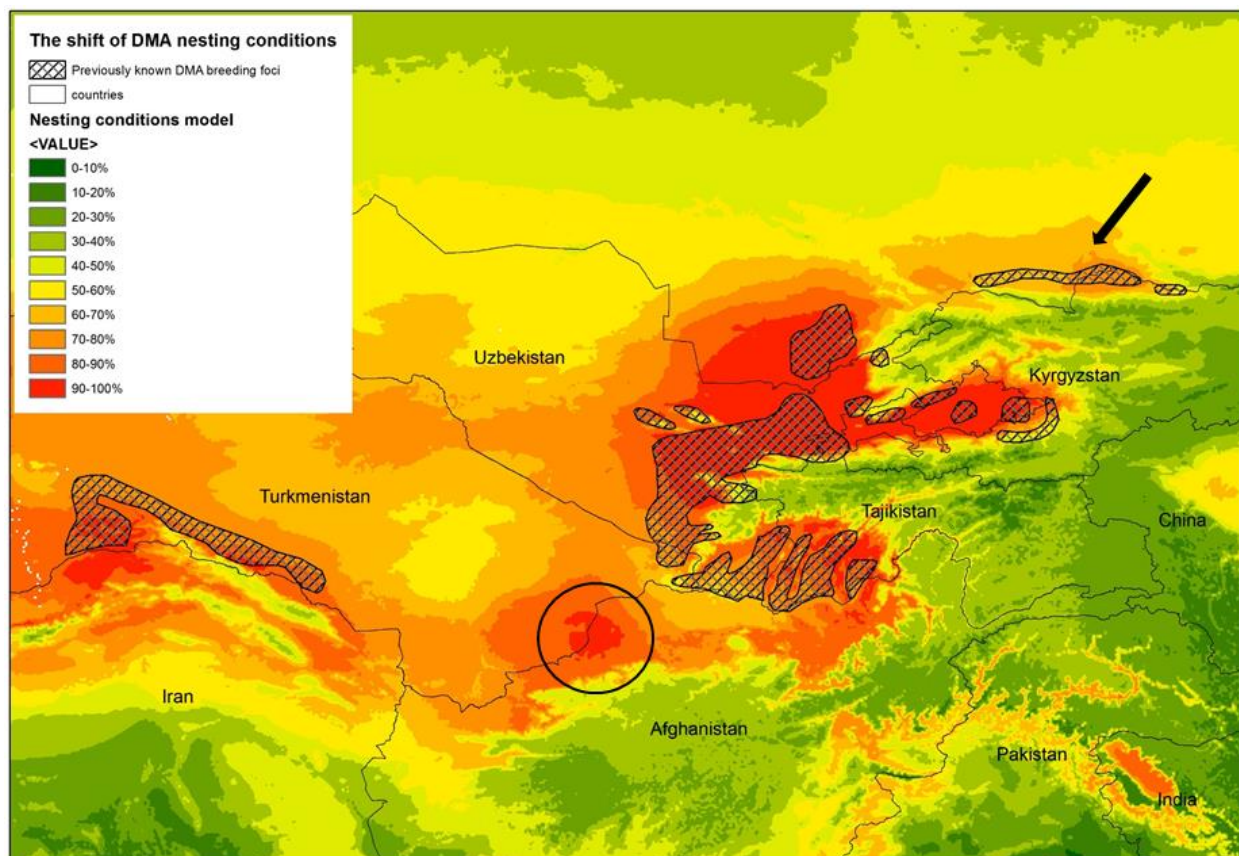 The shift of DMA nesting conditions
Previously known DMA breeding foci
countries
Nesting conditions model
<VALUE>
0-10%
10-20%
20-30%
30-40%
40-50%
50-60%
60-70%
70-80%
80-90%
90-100%
Uzbekistan
Kyrgyzstan
Turkmenistan
Tajikistan
China
Iran
Afghanistan
Pakistan
India